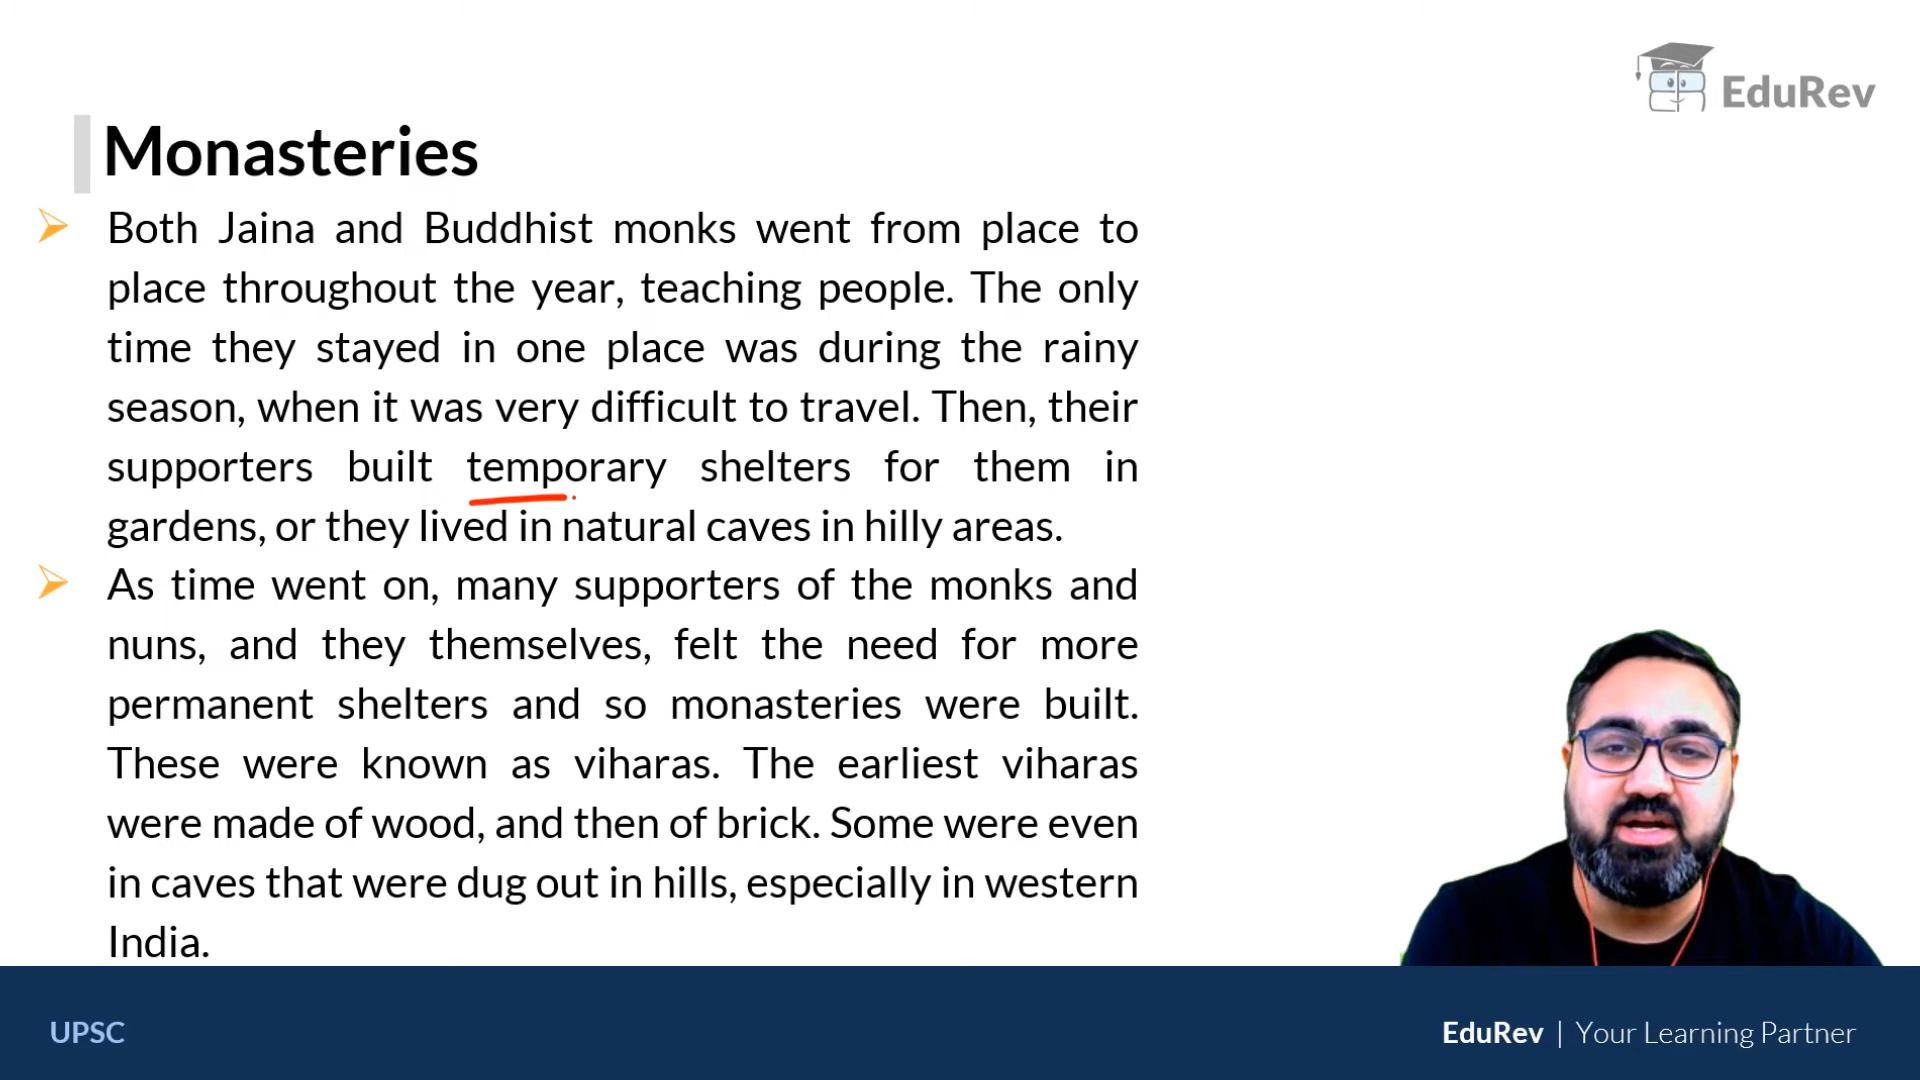 EduRev
Monasteries
Both Jaina and Buddhist monks went from place to
place throughout the year, teaching people. The only
time they stayed in one place was during the rainy
season, when it was very difficult to travel. Then, their
supporters built temporary shelters for them in
gardens, or they lived in natural caves in hilly areas.
As time went on, many supporters of the monks and
nuns, and they themselves, felt the need for more
permanent shelters and so monasteries were built.
These were known as viharas. The earliest viharas
were made of wood, and then of brick. Some were even
in caves that were dug out in hills, especially in western
India.
UPSC
EduRev | Your Learning Partner